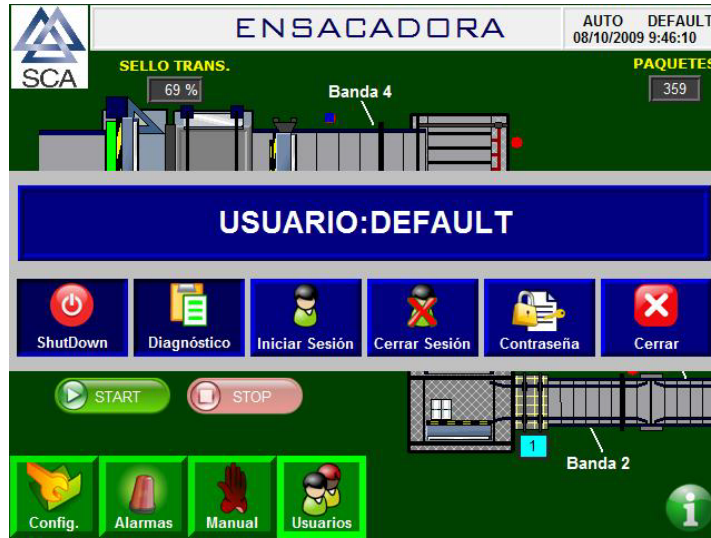 ENSACADORA
AUTO DEFAULT
08/10/2009 9:46:10
SCA
SELLO TRANS.
69 %
Banda 4
PAQUETES
359
USUARIO:DEFAULT
ShutDown
Diagnóstico
Iniciar Sesión
Cerrar Sesión
Contraseña
Cerrar
START
STOP
1
Banda 2
Config.
Alarmas
Manual
Usuarios
i